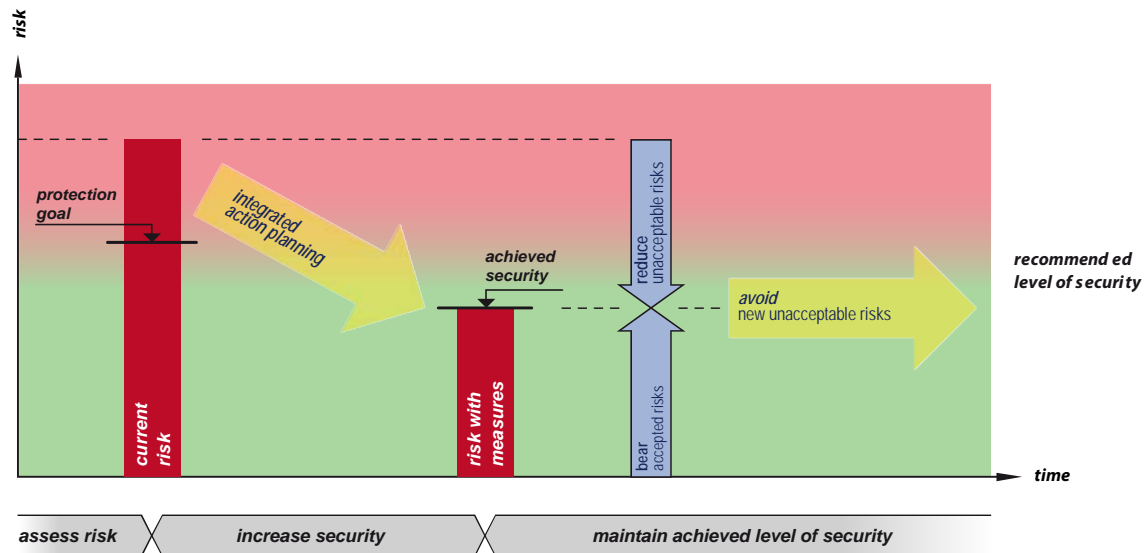 risk
protection
goal
integrated
action planning
achieved
security
reduce
unacceptable risks
recommend ed
level of security
avoid
new unacceptable risks
current
risk
risk with
measures
bear
accepted risks
time
assess risk
increase security
maintain achieved level of security